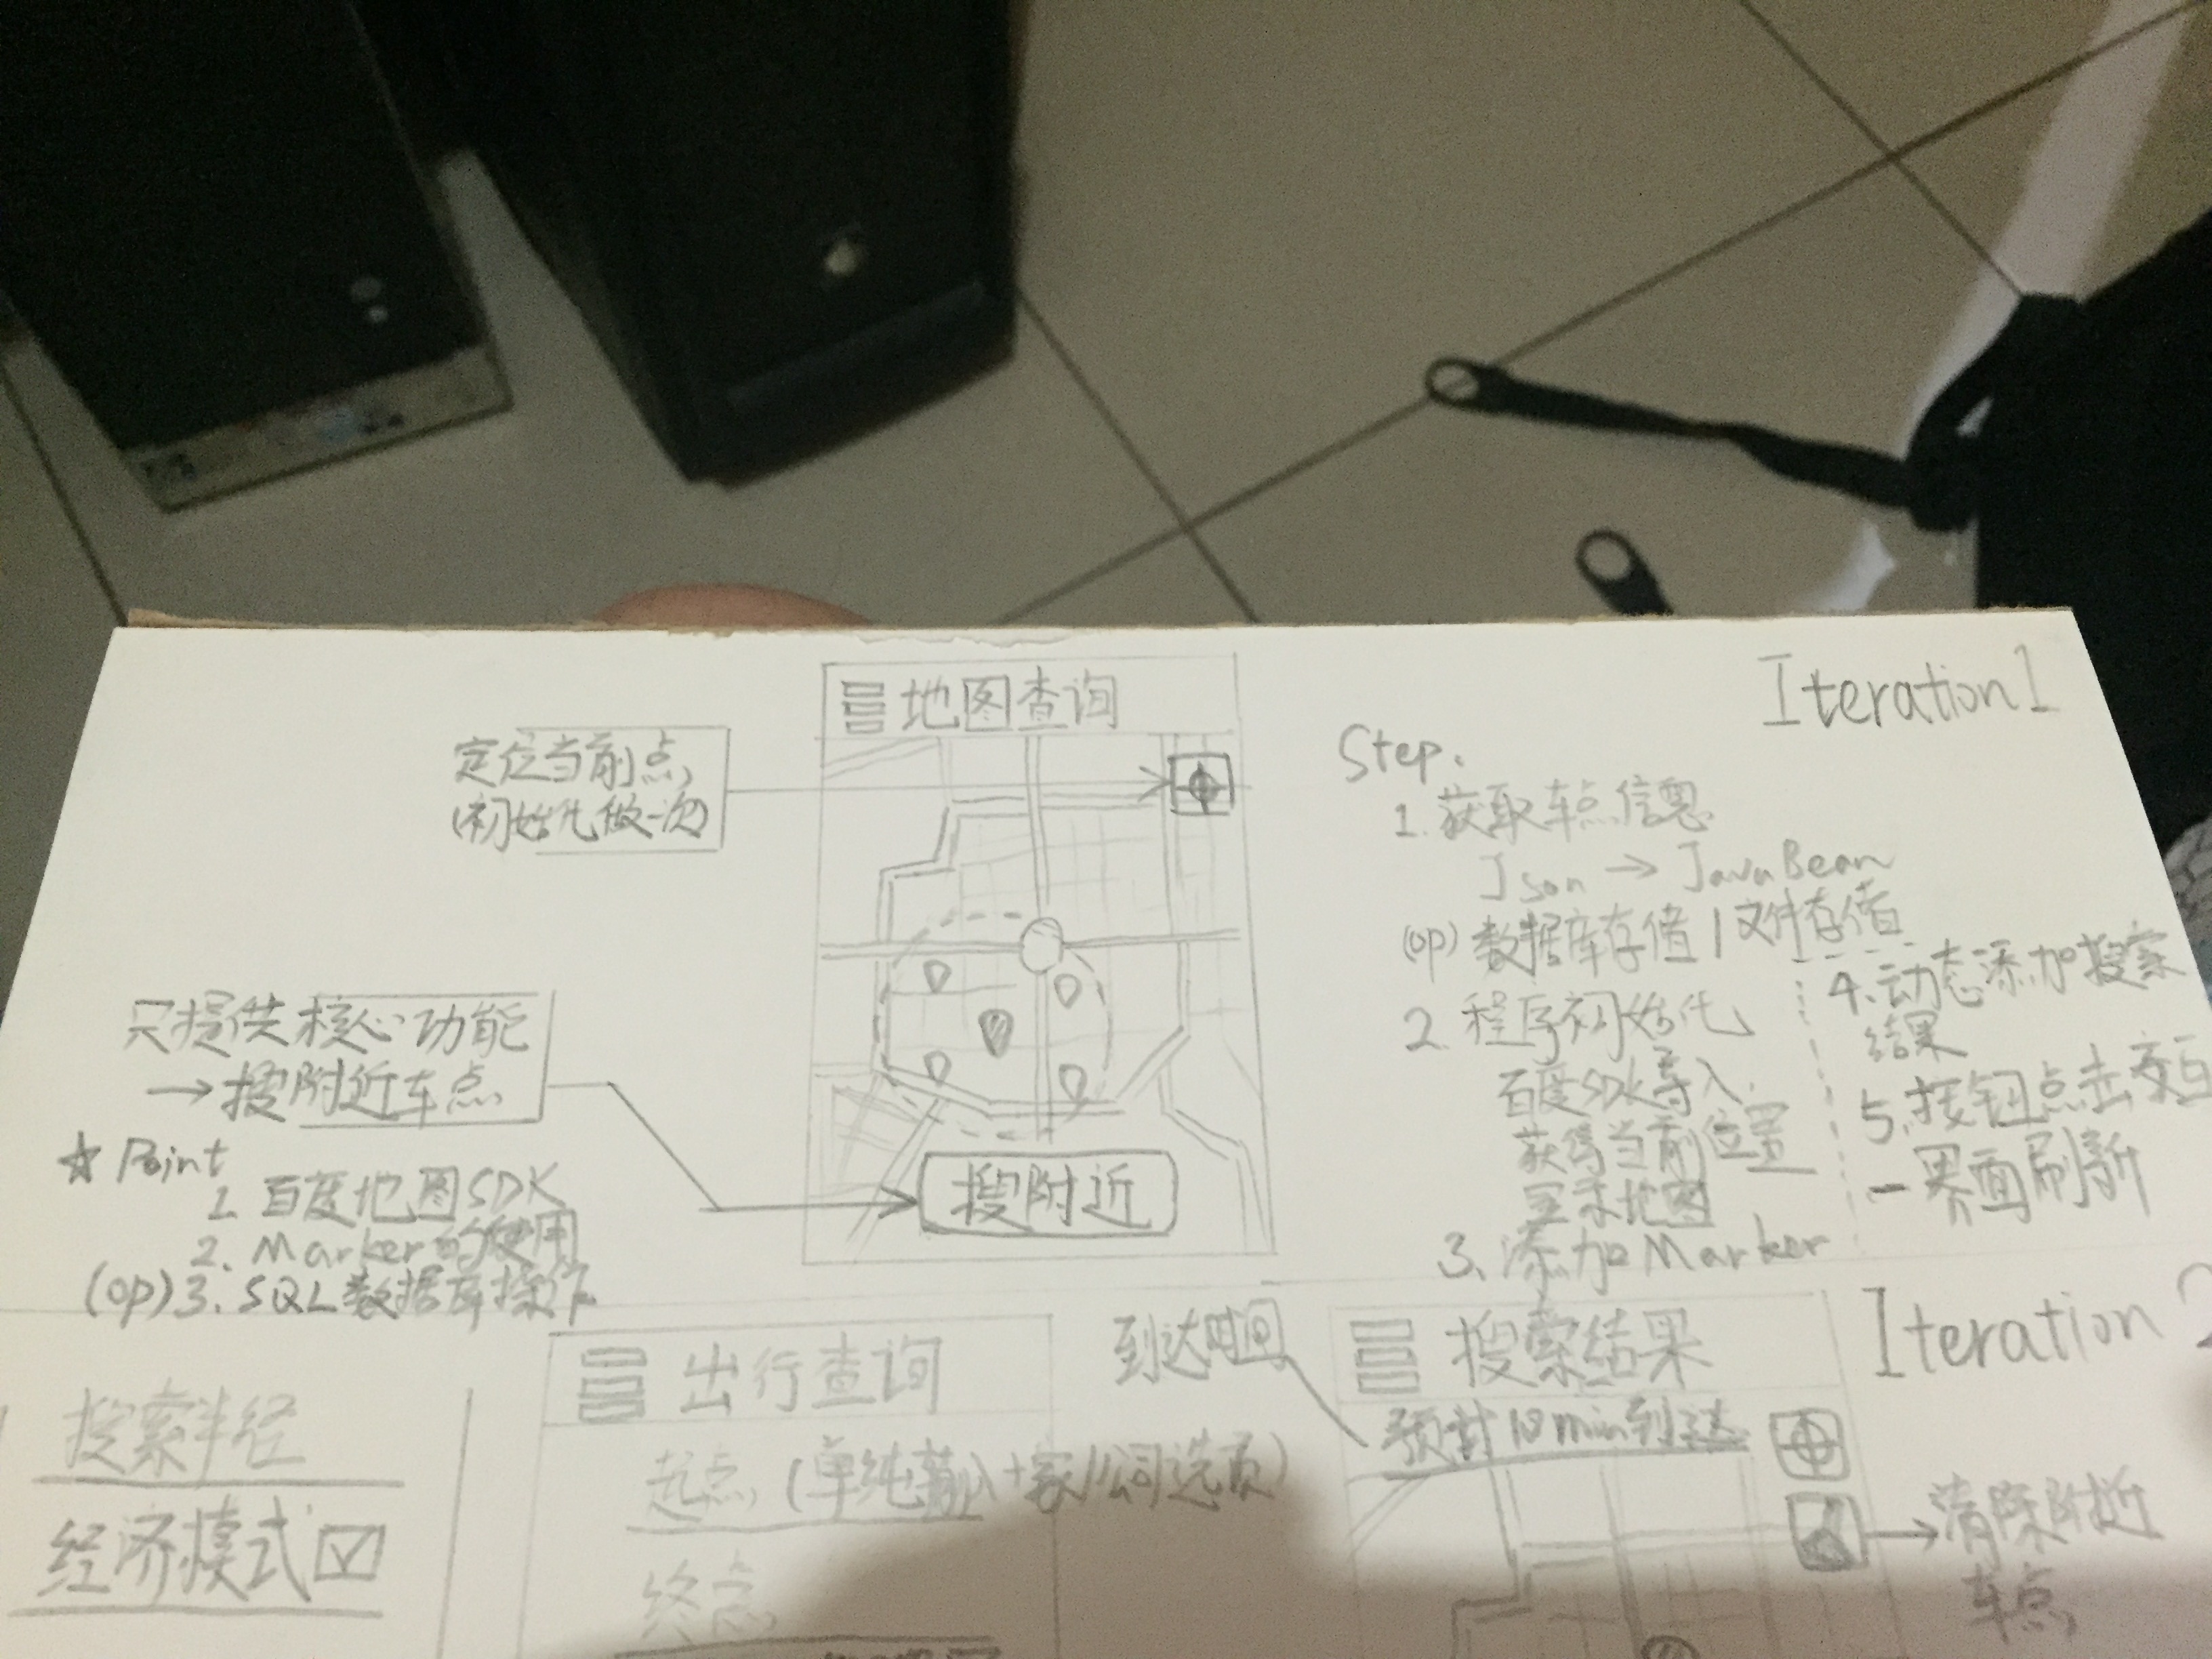 Iteration 1
地图查询
定位当前点,
(初始化做一次)
只提供核心功能
→搜附近车点
搜附近
☆ Point
1. 百度地图SDK
2. Marker的使用
(op) 3. SQL数据库操作
Step.
1. 获取车点信息
Json → JavaBean
(op) 数据库存储 / 文件存储
2. 程序初始化
百度SDK导入.
获得当前位置
显示地图
3. 添加Marker
4. 动态添加搜索
结果
5. 按钮点击交互
— 界面刷新
Iteration 2
搜索半径
经济模式
出行查询
起点 (单纯输入+家/公司选项)
终点
到达时间
搜索结果
预计10min到达
清除附近
车点